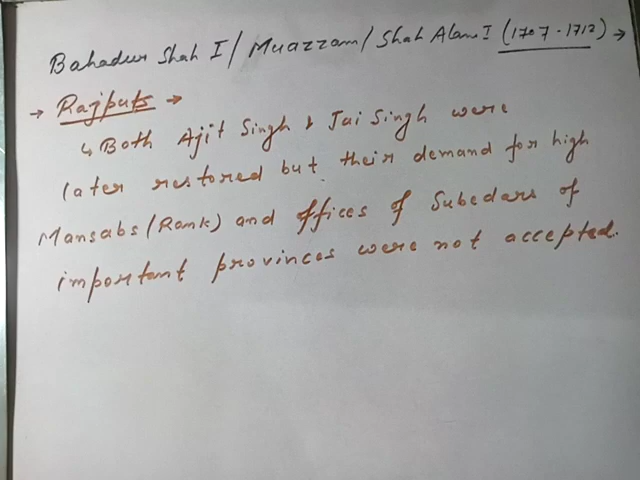 Bahadur Shah I / Muazzam / Shah Alam I (1707-1712) →
→ Rajputs →
↳ Both Ajit Singh & Jai Singh were
later restored but their demand for high
Mansabs (Rank) and offices of Subedars of
important provinces were not accepted.